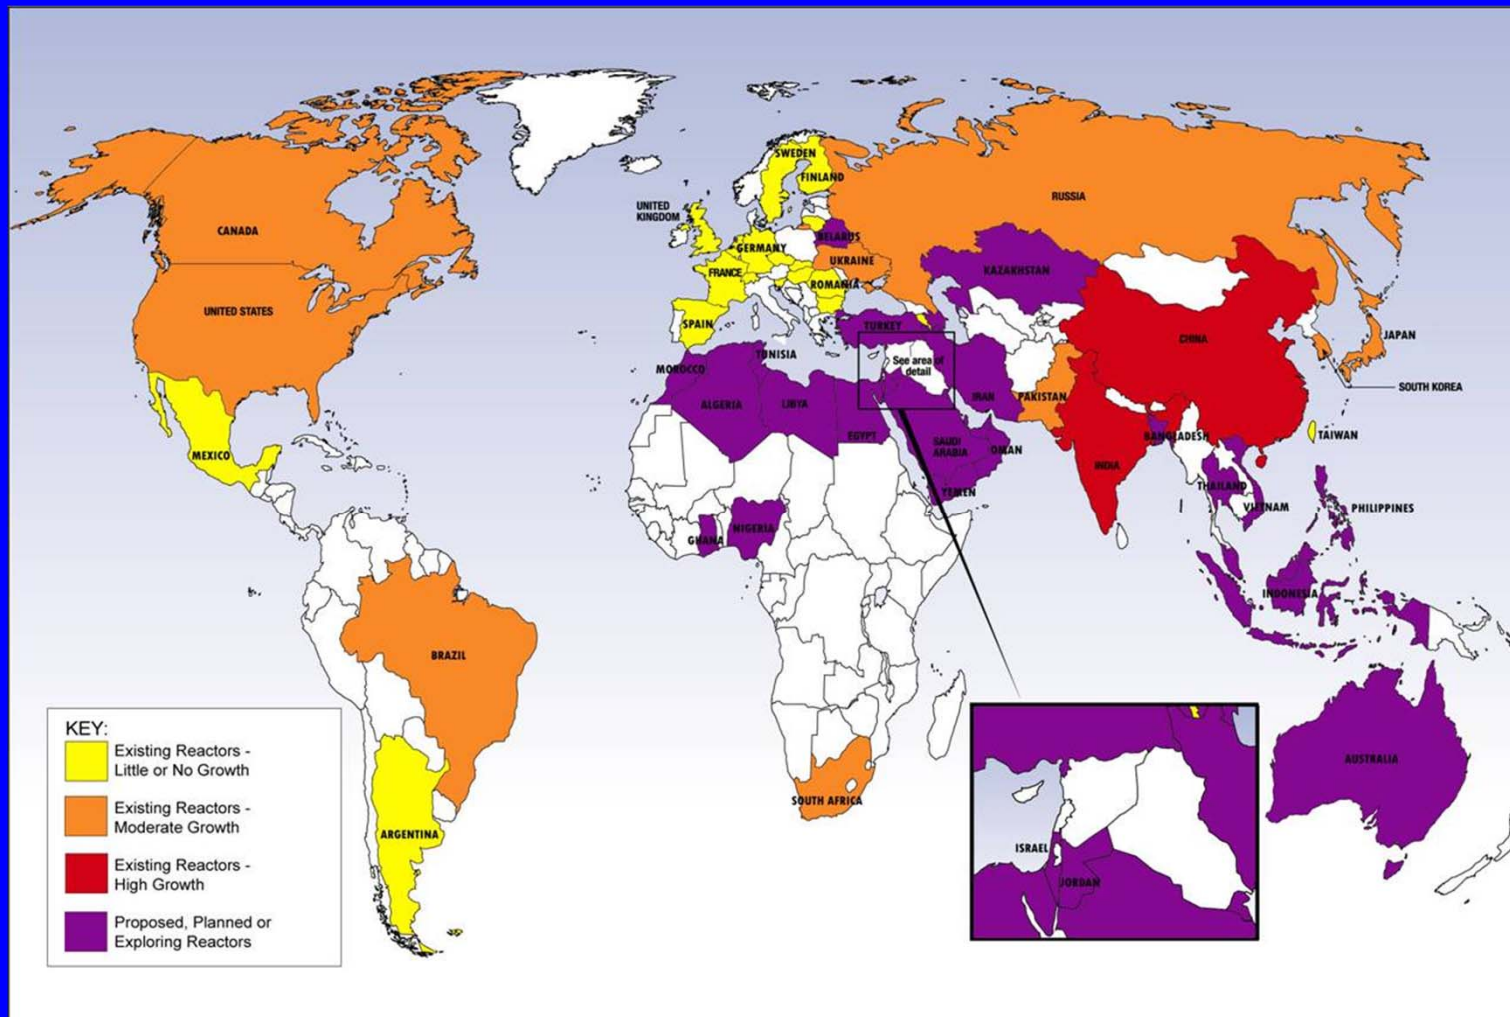 SWEDEN
FINLAND
UNITED
KINGDOM
RUSSIA
CANADA
BELARUS
GERMANY
UKRAINE
FRANCE
KAZAKHSTAN
ROMANIA
UNITED STATES
SPAIN
TURKEY
CHINA
JAPAN
TUNISIA
See area of
detail
MOROCCO
SOUTH KOREA
IRAN
PAKISTAN
ALGERIA
LIBYA
EGYPT
BANGLADESH
TAIWAN
SAUDI
ARABIA
OMAN
MEXICO
INDIA
THAILAND
YEMEN
VIETNAM
PHILIPPINES
NIGERIA
GHANA
INDONESIA
BRAZIL
AUSTRALIA
SOUTH AFRICA
ARGENTINA
ISRAEL
JORDAN
KEY:
Existing Reactors -
Little or No Growth
Existing Reactors -
Moderate Growth
Existing Reactors -
High Growth
Proposed, Planned or
Exploring Reactors